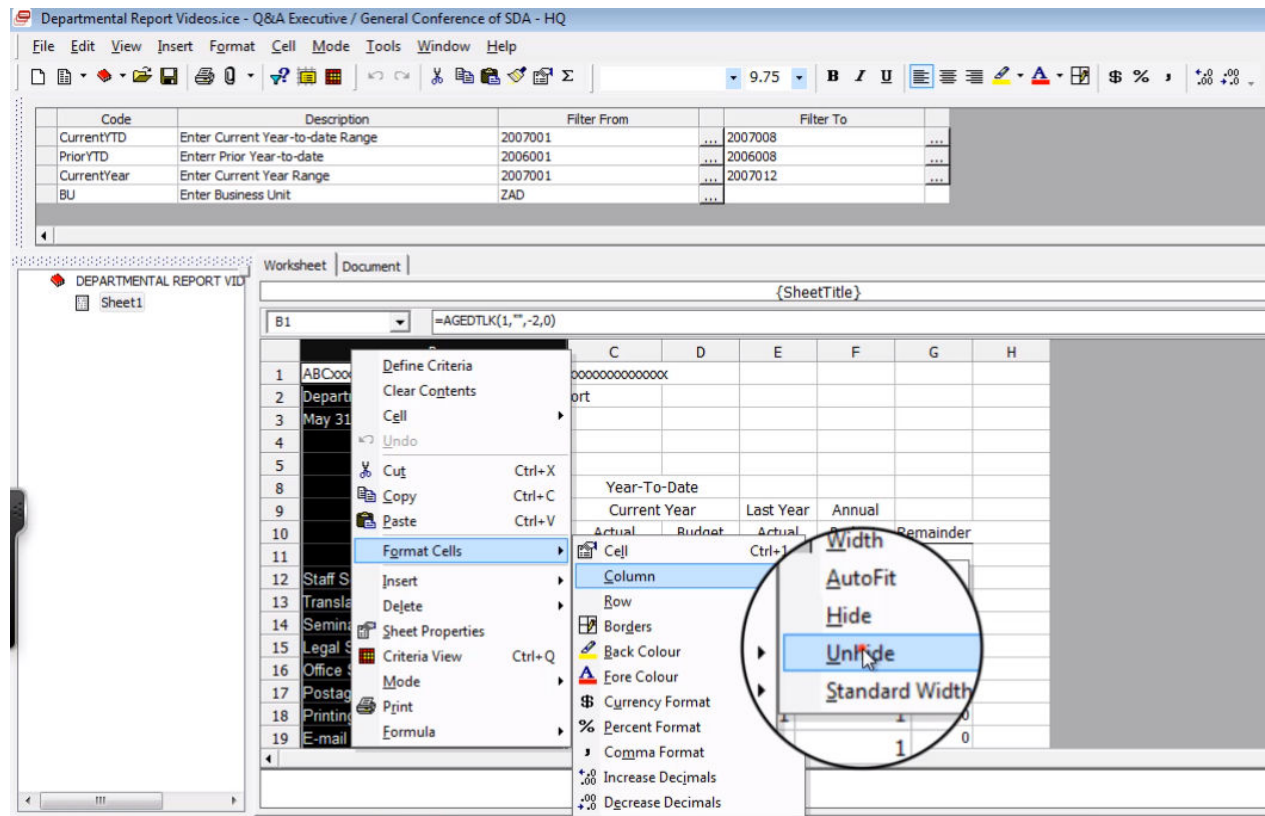 Departmental Report Videos.ice - Q&A Executive / General Conference of SDA - HQ
File Edit View Insert Format Cell Mode Tools Window Help
9.75 B I U $ % ,
Code Description Filter From Filter To
CurrentYTD Enter Current Year-to-date Range 2007001 ... 2007008 ...
PriorYTD Enterr Prior Year-to-date 2006001 ... 2006008 ...
CurrentYear Enter Current Year Range 2007001 ... 2007012 ...
BU Enter Business Unit ZAD ...
Worksheet Document
DEPARTMENTAL REPORT VID
Sheet1
{SheetTitle}
B1 =AGEDTLK(1,"",-2,0)
C D E F G H
1 ABCxxx xxxxxxxxxxxxx
2 Departm ort
3 May 31
4
5
8 Year-To-Date
9 Current Year Last Year Annual
10 Actual Budget Actual Remainder
11
12 Staff S
13 Transla
14 Semina
15 Legal S
16 Office S
17 Postag
18 Printing
19 E-mail
Define Criteria
Clear Contents
Cell
Undo
Cut Ctrl+X
Copy Ctrl+C
Paste Ctrl+V
Format Cells
Insert
Delete
Sheet Properties
Criteria View Ctrl+Q
Mode
Print
Formula
Cell Ctrl+1
Column
Row
Borders
Back Colour
Fore Colour
Currency Format
Percent Format
Comma Format
Increase Decimals
Decrease Decimals
Width
AutoFit
Hide
Unhide
Standard Width
1 1 0
1 0